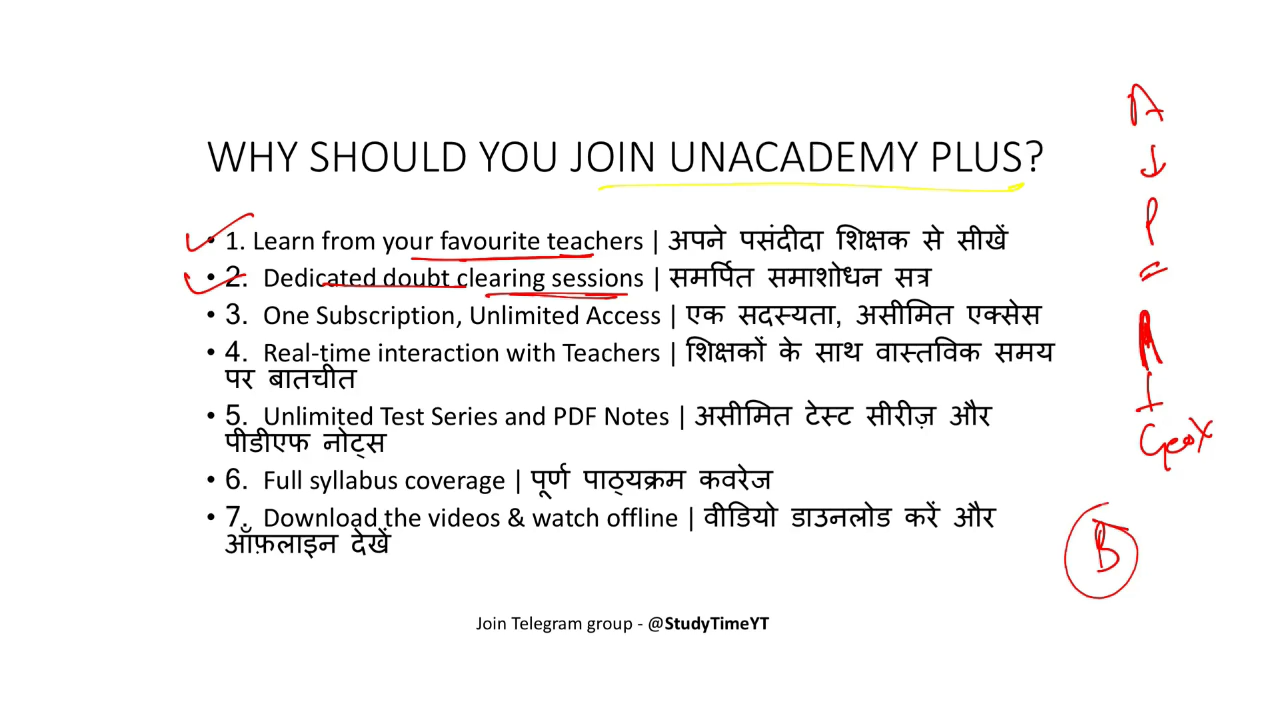 WHY SHOULD YOU JOIN UNACADEMY PLUS?
• 1. Learn from your favourite teachers | अपने पसंदीदा शिक्षक से सीखें
• 2. Dedicated doubt clearing sessions | समर्पित समाशोधन सत्र
• 3. One Subscription, Unlimited Access | एक सदस्यता, असीमित एक्सेस
• 4. Real-time interaction with Teachers | शिक्षकों के साथ वास्तविक समय
पर बातचीत
• 5. Unlimited Test Series and PDF Notes | असीमित टेस्ट सीरीज़ और
पीडीएफ नोट्स
• 6. Full syllabus coverage | पूर्ण पाठ्यक्रम कवरेज
• 7. Download the videos & watch offline | वीडियो डाउनलोड करें और
ऑफ़लाइन देखें
Join Telegram group - @StudyTimeYT
A
P
M
I
B